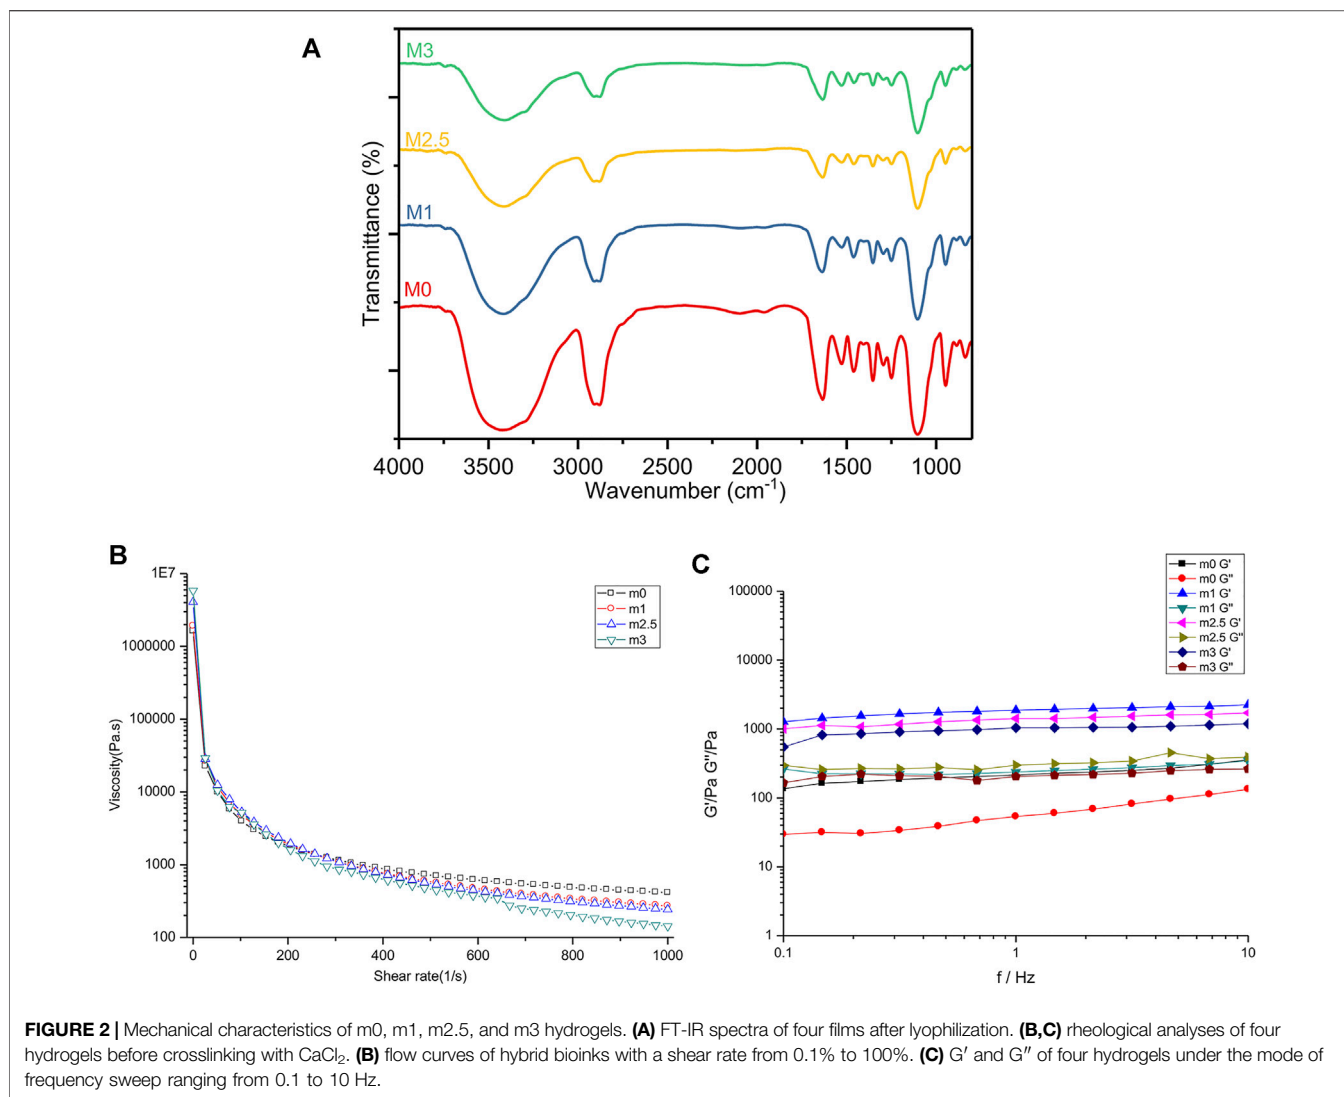 A
M3
M2.5
M1
M0
Transmittance (%)
4000 3500 3000 2500 2000 1500 1000
Wavenumber (cm⁻¹)
B
1E7
1000000
100000
10000
1000
100
Viscosity(Pa.s)
0 200 400 600 800 1000
Shear rate(1/s)
m0
m1
m2.5
m3
C
100000
10000
1000
100
10
1
G'/Pa G"/Pa
0.1 1 10
f / Hz
m0 G'
m0 G"
m1 G'
m1 G"
m2.5 G'
m2.5 G"
m3 G'
m3 G"
FIGURE 2 | Mechanical characteristics of m0, m1, m2.5, and m3 hydrogels. (A) FT-IR spectra of four films after lyophilization. (B,C) rheological analyses of four
hydrogels before crosslinking with CaCl₂. (B) flow curves of hybrid bioinks with a shear rate from 0.1% to 100%. (C) G′ and G″ of four hydrogels under the mode of
frequency sweep ranging from 0.1 to 10 Hz.